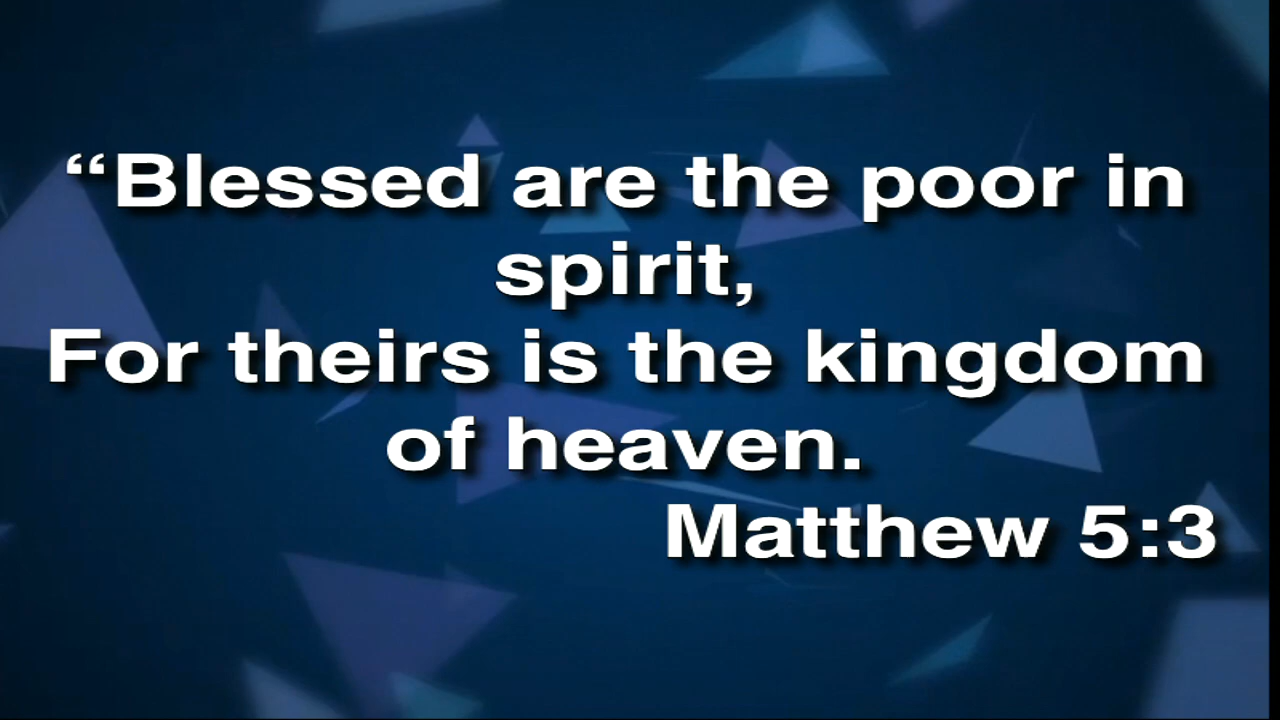 “Blessed are the poor in
spirit,
For theirs is the kingdom
of heaven.
Matthew 5:3